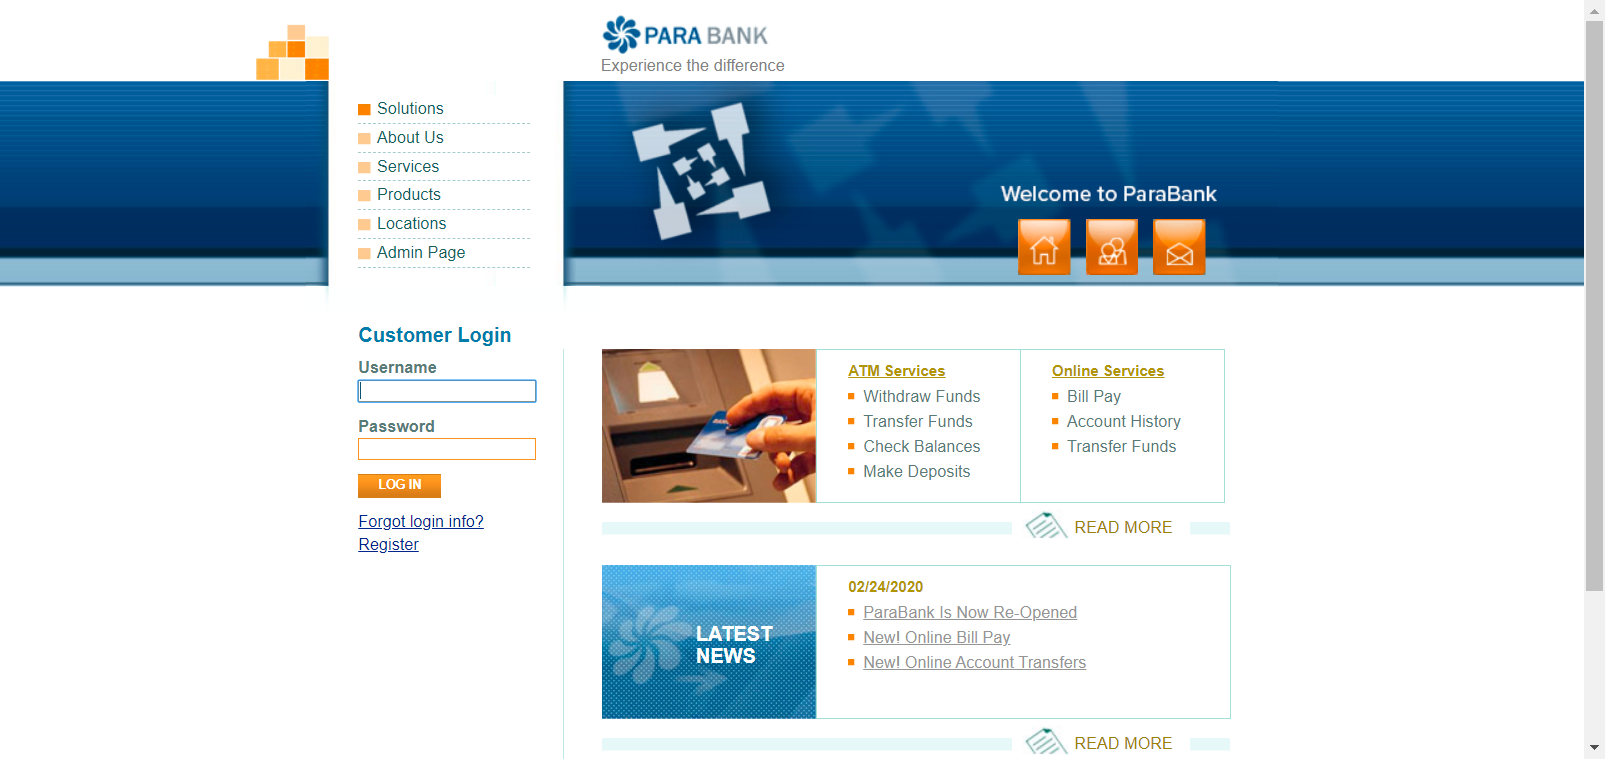 PARA BANK
Experience the difference
Solutions
About Us
Services
Products
Locations
Admin Page
Welcome to ParaBank
Customer Login
Username
Password
LOG IN
Forgot login info?
Register
ATM Services
Withdraw Funds
Transfer Funds
Check Balances
Make Deposits
Online Services
Bill Pay
Account History
Transfer Funds
READ MORE
LATEST
NEWS
02/24/2020
ParaBank Is Now Re-Opened
New! Online Bill Pay
New! Online Account Transfers
READ MORE